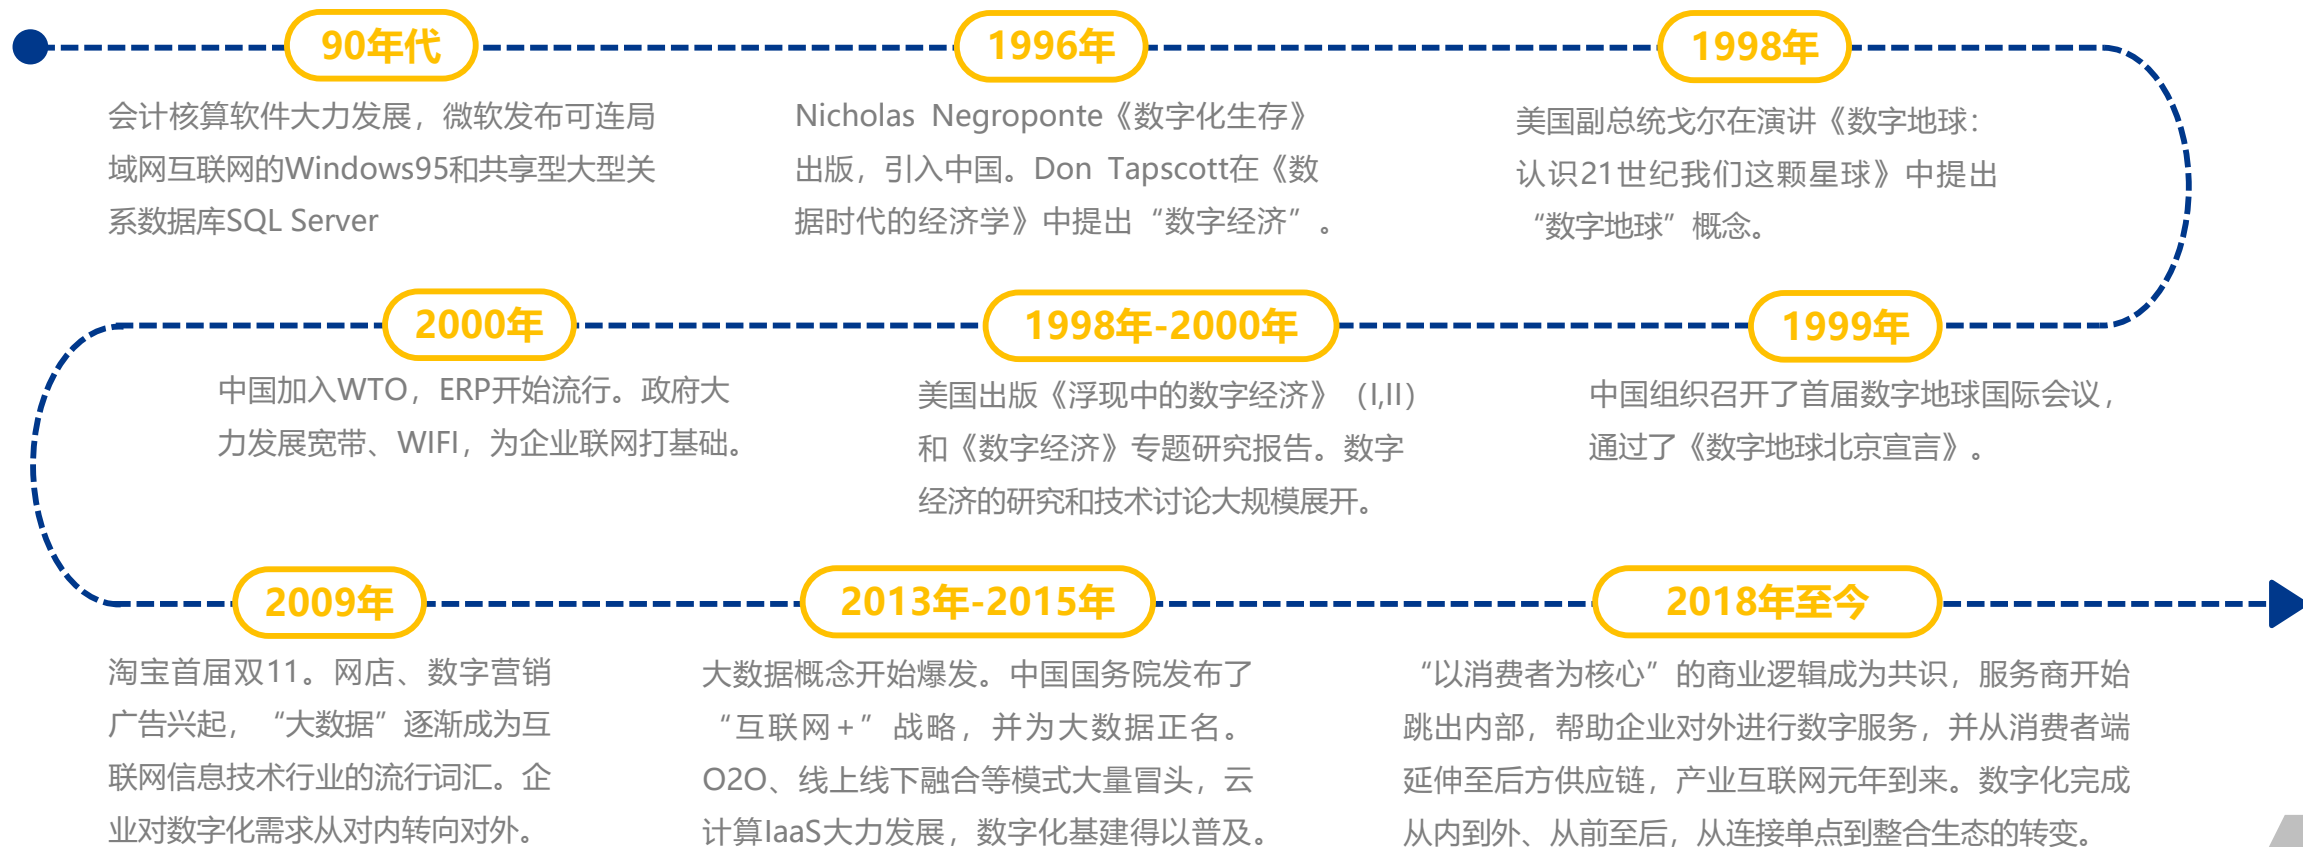 90年代
会计核算软件大力发展，微软发布可连局
域网互联网的Windows95和共享型大型关
系数据库SQL Server
1996年
Nicholas Negroponte《数字化生存》
出版，引入中国。Don Tapscott在《数
据时代的经济学》中提出“数字经济”。
1998年
美国副总统戈尔在演讲《数字地球：
认识21世纪我们这颗星球》中提出
“数字地球”概念。
1999年
中国组织召开了首届数字地球国际会议，
通过了《数字地球北京宣言》。
1998年-2000年
美国出版《浮现中的数字经济》（I,II）
和《数字经济》专题研究报告。数字
经济的研究和技术讨论大规模展开。
2000年
中国加入WTO，ERP开始流行。政府大
力发展宽带、WIFI，为企业联网打基础。
2009年
淘宝首届双11。网店、数字营销
广告兴起，“大数据”逐渐成为互
联网信息技术行业的流行词汇。企
业对数字化需求从对内转向对外。
2013年-2015年
大数据概念开始爆发。中国国务院发布了
“互联网+”战略，并为大数据正名。
O2O、线上线下融合等模式大量冒头，云
计算IaaS大力发展，数字化基建得以普及。
2018年至今
“以消费者为核心”的商业逻辑成为共识，服务商开始
跳出内部，帮助企业对外进行数字服务，并从消费者端
延伸至后方供应链，产业互联网元年到来。数字化完成
从内到外、从前至后，从连接单点到整合生态的转变。